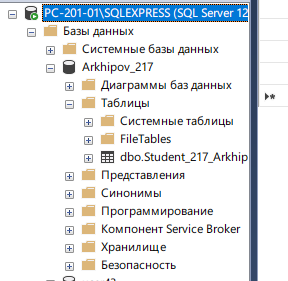 PC-201-01\SQLEXPRESS (SQL Server 12
Базы данных
Системные базы данных
Arkhipov_217
Диаграммы баз данных
Таблицы
Системные таблицы
FileTables
dbo.Student_217_Arkhip
Представления
Синонимы
Программирование
Компонент Service Broker
Хранилище
Безопасность